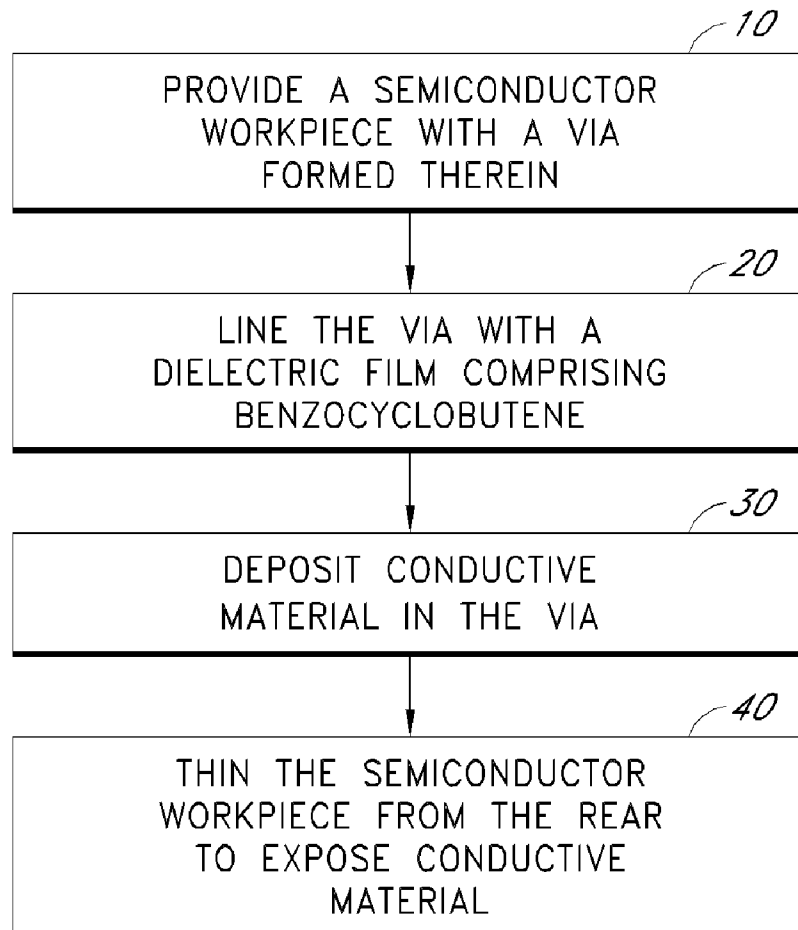 10
PROVIDE A SEMICONDUCTOR
WORKPIECE WITH A VIA
FORMED THEREIN
20
LINE THE VIA WITH A
DIELECTRIC FILM COMPRISING
BENZOCYCLOBUTENE
30
DEPOSIT CONDUCTIVE
MATERIAL IN THE VIA
40
THIN THE SEMICONDUCTOR
WORKPIECE FROM THE REAR
TO EXPOSE CONDUCTIVE
MATERIAL